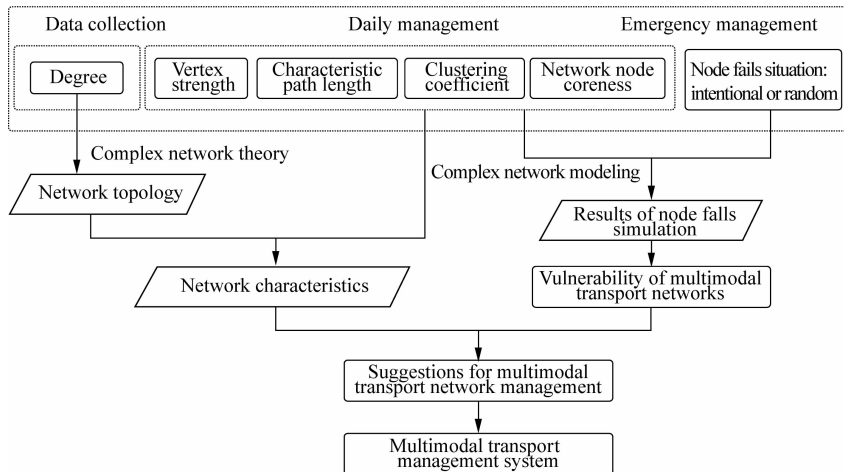 Data collection
Daily management
Emergency management
Degree
Vertex
strength
Characteristic
path length
Clustering
coefficient
Network node
coreness
Node fails situation:
intentional or random
Complex network theory
Complex network modeling
Network topology
Results of node falls
simulation
Network characteristics
Vulnerability of multimodal
transport networks
Suggestions for multimodal
transport network management
Multimodal transport
management system